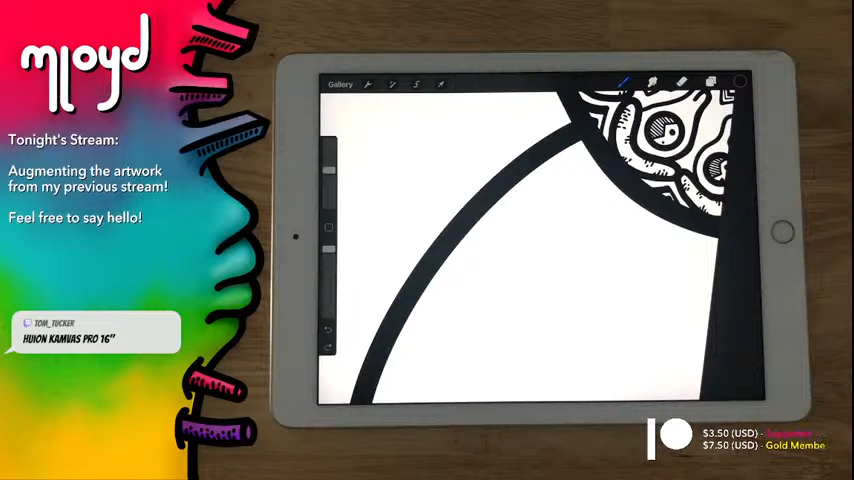 mloyd
Tonight's Stream:
Augmenting the artwork
from my previous stream!
Feel free to say hello!
TOM_TUCKER
HUION KAMVAS PRO 16"
Gallery
$3.50 (USD) -
$7.50 (USD) - Gold Membe